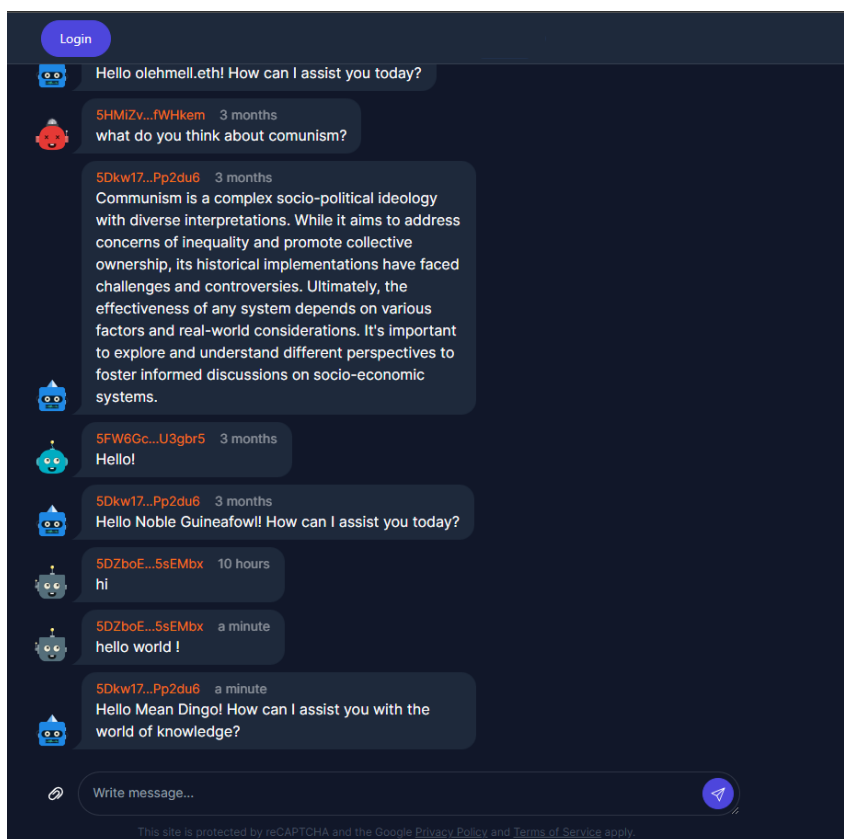 Login
Hello olehmell.eth! How can I assist you today?
5HMiZv...fWHkem 3 months
what do you think about comunism?
5Dkw17...Pp2du6 3 months
Communism is a complex socio-political ideology
with diverse interpretations. While it aims to address
concerns of inequality and promote collective
ownership, its historical implementations have faced
challenges and controversies. Ultimately, the
effectiveness of any system depends on various
factors and real-world considerations. It's important
to explore and understand different perspectives to
foster informed discussions on socio-economic
systems.
5FW6Gc...U3gbr5 3 months
Hello!
5Dkw17...Pp2du6 3 months
Hello Noble Guineafowl! How can I assist you today?
5DZboE...5sEMbx 10 hours
hi
5DZboE...5sEMbx a minute
hello world !
5Dkw17...Pp2du6 a minute
Hello Mean Dingo! How can I assist you with the
world of knowledge?
Write message...
This site is protected by reCAPTCHA and the Google Privacy Policy and Terms of Service apply.